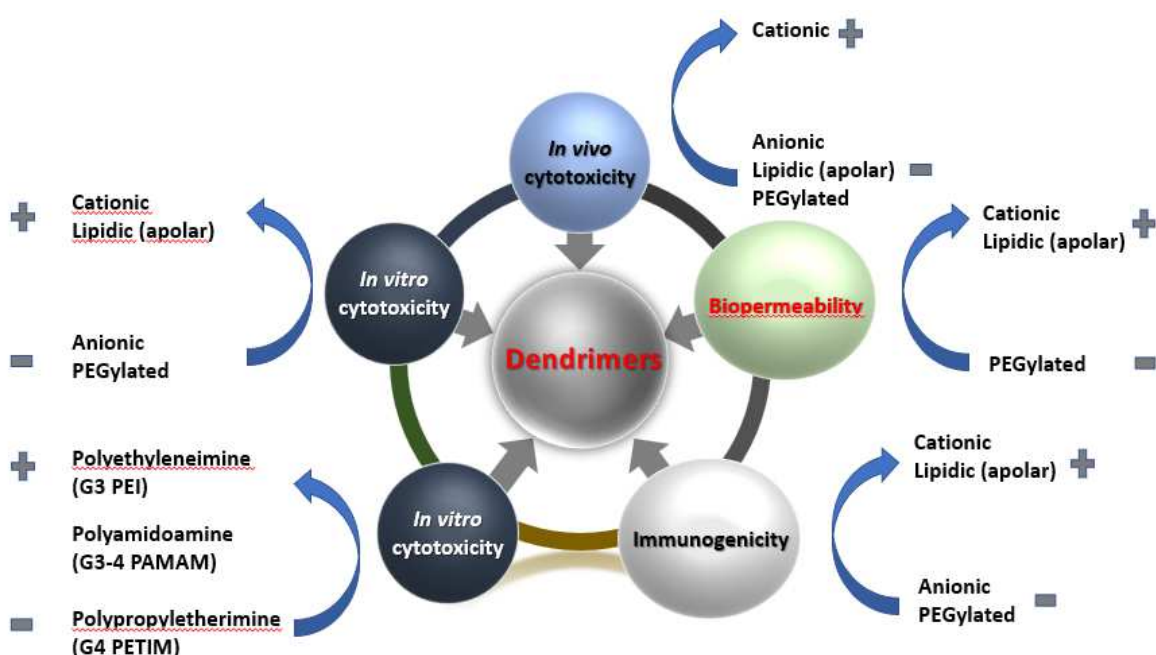 Cationic
Anionic
Lipidic (apolar)
PEGylated
In vivo
cytotoxicity
Cationic
Lipidic (apolar)
Anionic
PEGylated
In vitro
cytotoxicity
Biopermeability
Cationic
Lipidic (apolar)
PEGylated
Dendrimers
Polyethyleneimine
(G3 PEI)
Polyamidoamine
(G3-4 PAMAM)
Polypropyletherimine
(G4 PETIM)
In vitro
cytotoxicity
Immunogenicity
Cationic
Lipidic (apolar)
Anionic
PEGylated